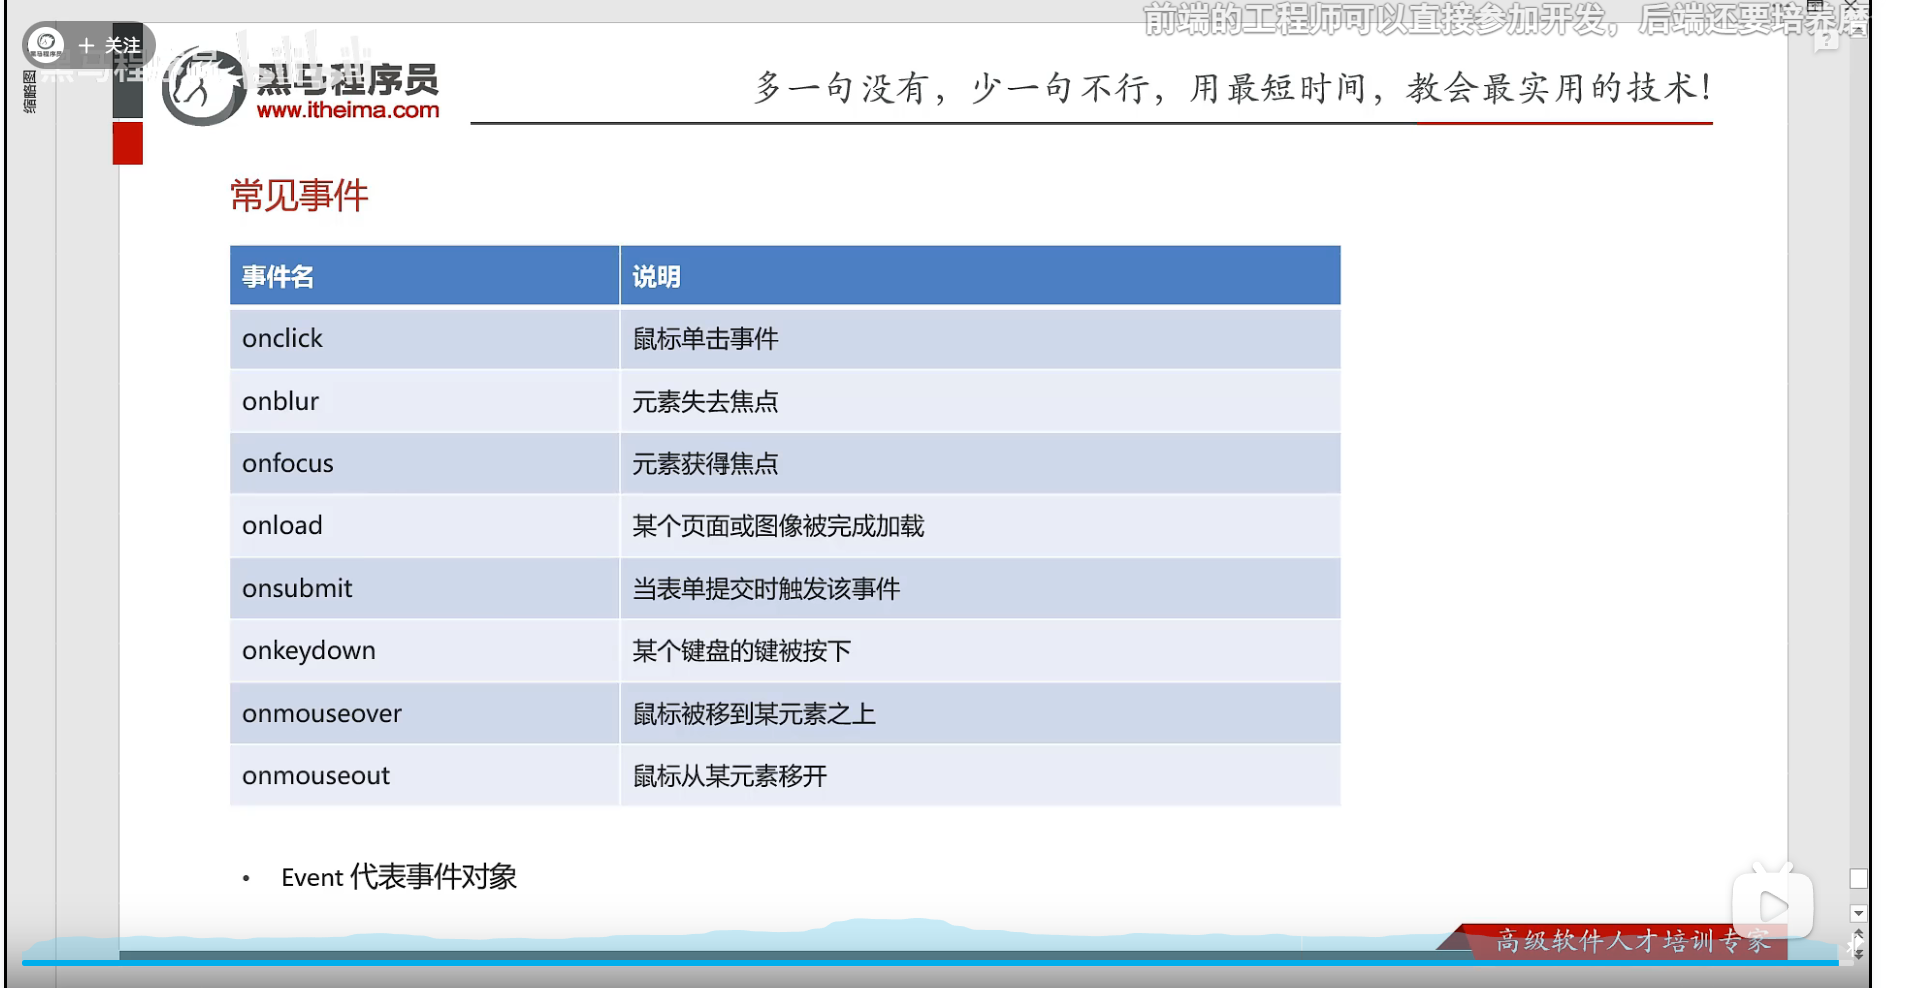 前端的工程师可以直接参加开发，后端还要培养
+ 关注
黑马程序员
缩略图
黑马程序员
www.itheima.com
多一句没有，少一句不行，用最短时间，教会最实用的技术！
常见事件
事件名 说明
onclick 鼠标单击事件
onblur 元素失去焦点
onfocus 元素获得焦点
onload 某个页面或图像被完成加载
onsubmit 当表单提交时触发该事件
onkeydown 某个键盘的键被按下
onmouseover 鼠标被移到某元素之上
onmouseout 鼠标从某元素移开
• Event 代表事件对象
高级软件人才培训专家